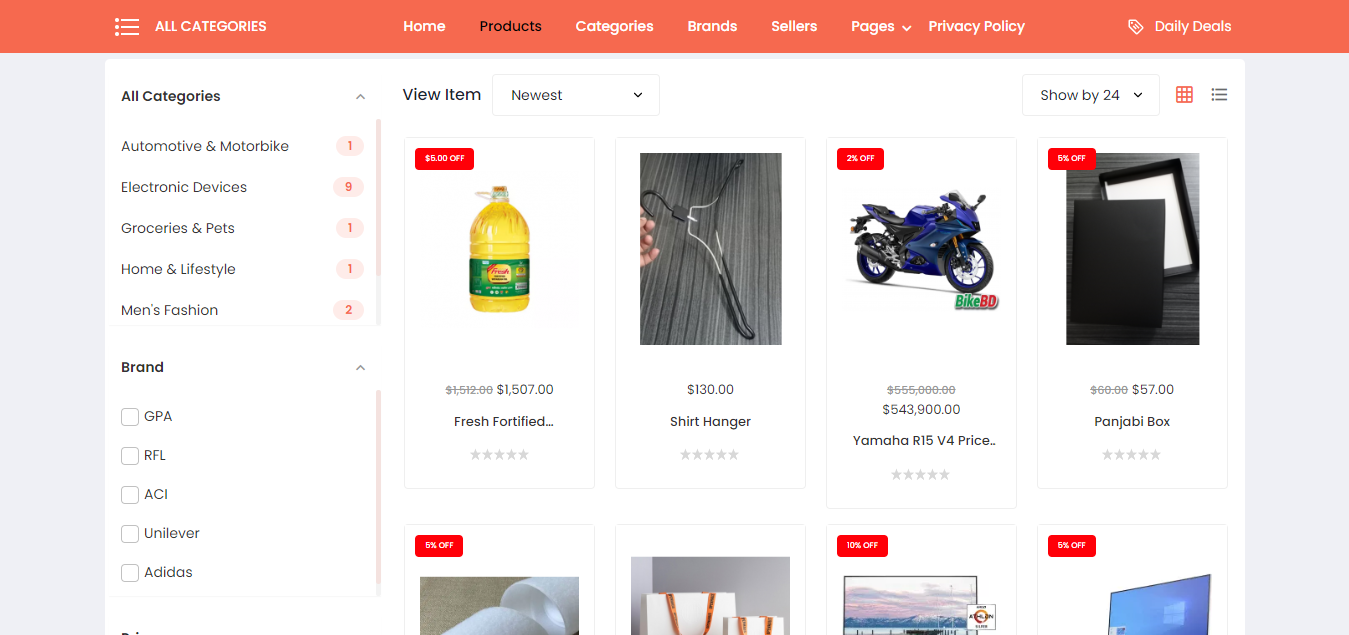 ALL CATEGORIES
Home
Products
Categories
Brands
Sellers
Pages
Privacy Policy
Daily Deals
All Categories
Automotive & Motorbike
1
Electronic Devices
9
Groceries & Pets
1
Home & Lifestyle
1
Men's Fashion
2
Brand
GPA
RFL
ACI
Unilever
Adidas
View Item
Newest
Show by 24
$5.00 OFF
Fresh
$1,512.00 $1,507.00
Fresh Fortified...
$130.00
Shirt Hanger
2% OFF
BikeBD
$555,000.00
$543,900.00
Yamaha R15 V4 Price..
5% OFF
$60.00 $57.00
Panjabi Box
5% OFF
10% OFF
ATHLON
5% OFF